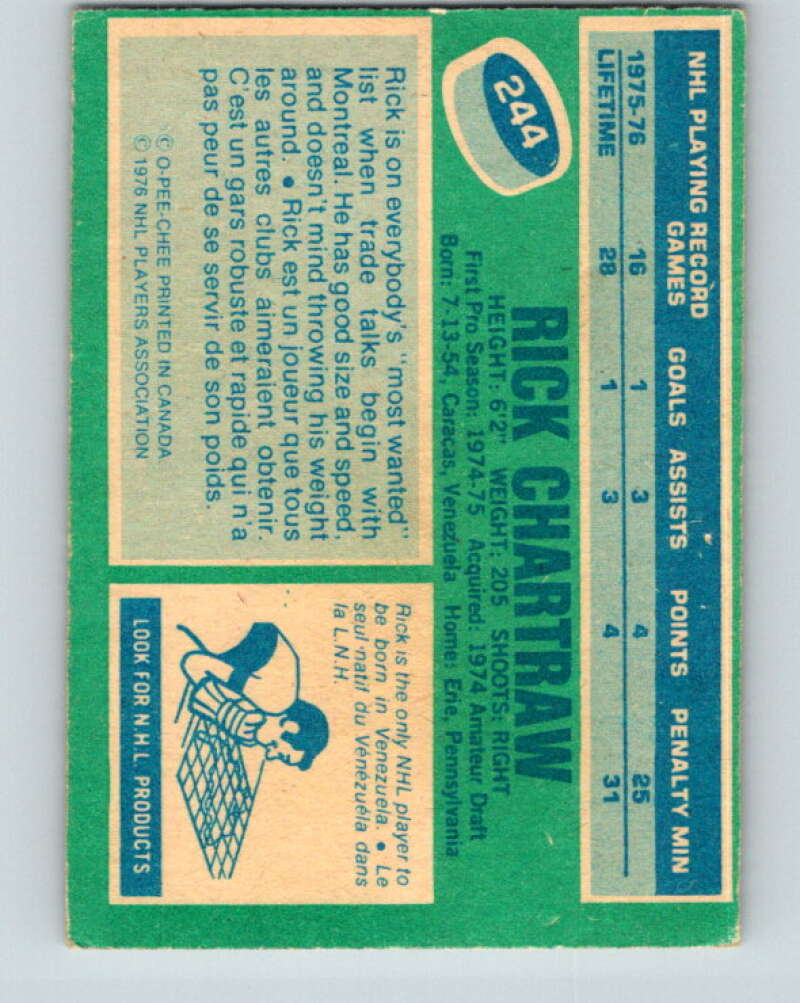 NHL PLAYING RECORD
GAMES GOALS ASSISTS POINTS PENALTY MIN
1975-76 16 1 3 4 25
LIFETIME 28 1 3 4 31
244
RICK CHARTRAW
HEIGHT: 6'2" WEIGHT: 205 SHOOTS: RIGHT
First Pro Season: 1974-75 Acquired: 1974 Amateur Draft
Born: 7-13-54, Caracas, Venezuela Home: Erie, Pennsylvania
Rick is on everybody's "most wanted"
list when trade talks begin with
Montreal. He has good size and speed,
and doesn't mind throwing his weight
around. • Rick est un joueur que tous
les autres clubs aimeraient obtenir.
C'est un gars robuste et rapide qui n'a
pas peur de se servir de son poids.
© O-PEE-CHEE PRINTED IN CANADA
© 1976 NHL PLAYERS ASSOCIATION
Rick is the only NHL player to
be born in Venezuela. • Le
seul natif du Vénézuéla dans
la L.N.H.
LOOK FOR N.H.L. PRODUCTS